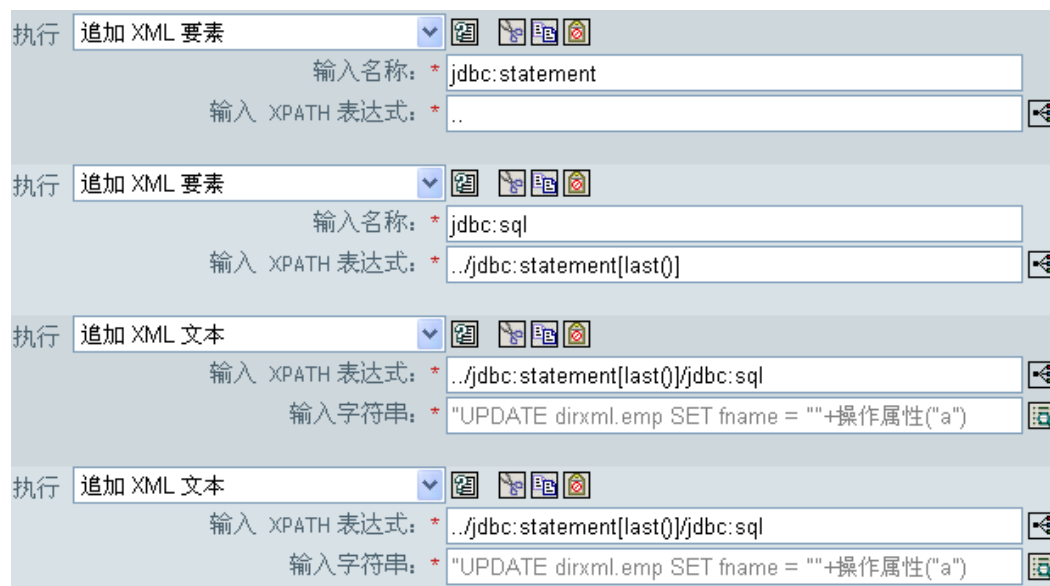 执行 追加 XML 要素
输入名称: * jdbc:statement
输入 XPATH 表达式: * ..
执行 追加 XML 要素
输入名称: * jdbc:sql
输入 XPATH 表达式: * ../jdbc:statement[last()]
执行 追加 XML 文本
输入 XPATH 表达式: * ../jdbc:statement[last()]/jdbc:sql
输入字符串: * "UPDATE dirxml.emp SET fname = ""+操作属性("a")
执行 追加 XML 文本
输入 XPATH 表达式: * ../jdbc:statement[last()]/jdbc:sql
输入字符串: * "UPDATE dirxml.emp SET fname = ""+操作属性("a")